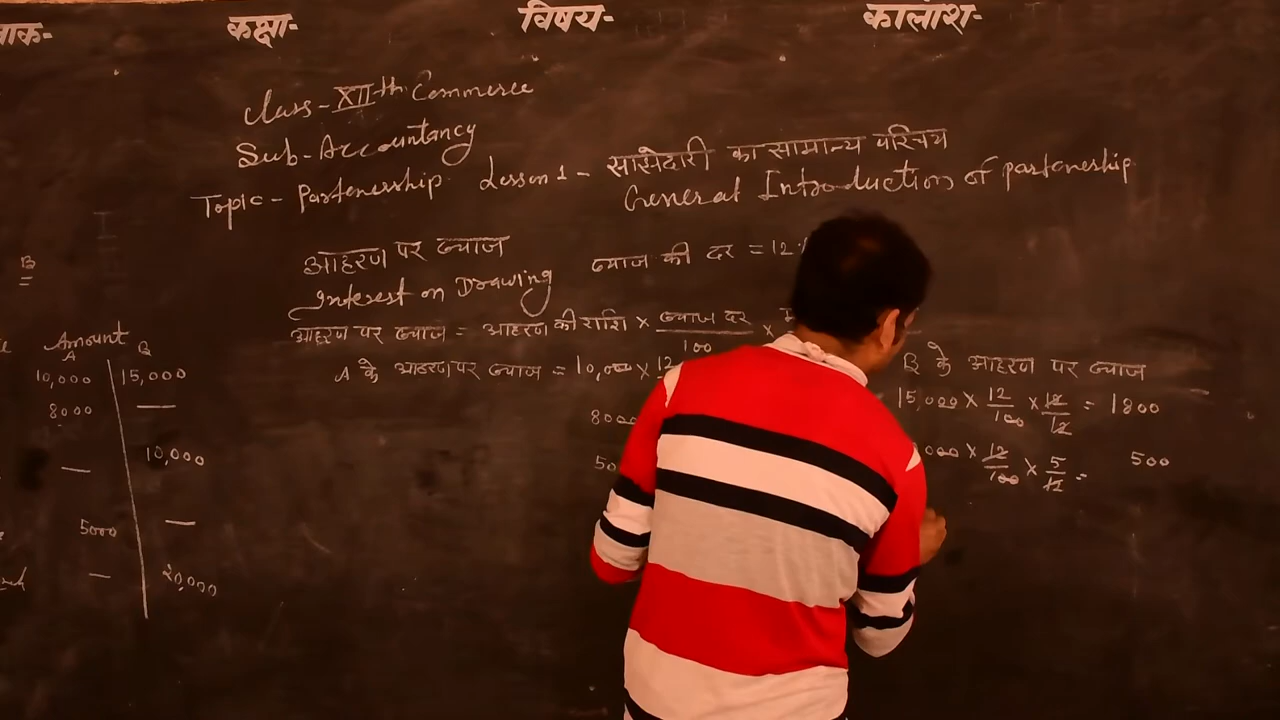 कक्षा- विषय- कालांश-
Class - XIIth Commerce
Sub - Accountancy
Topic - Partenership Lesson 1 - साझेदारी का सामान्य परिचय
General Introduction of partenership
आहरण पर ब्याज ब्याज की दर = 12
Interest on Drawing
आहरण पर ब्याज = आहरण की राशि × ब्याज दर / 100 ×
A के आहरण पर ब्याज = 10,000 × 12
8000
50
B के आहरण पर ब्याज
15,000 × 12/100 × 12/12 = 1800
000 × 12/100 × 5/12 = 500
B
Amount
A B
10,000 15,000
8000 —
— 10,000
5000 —
— 20,000